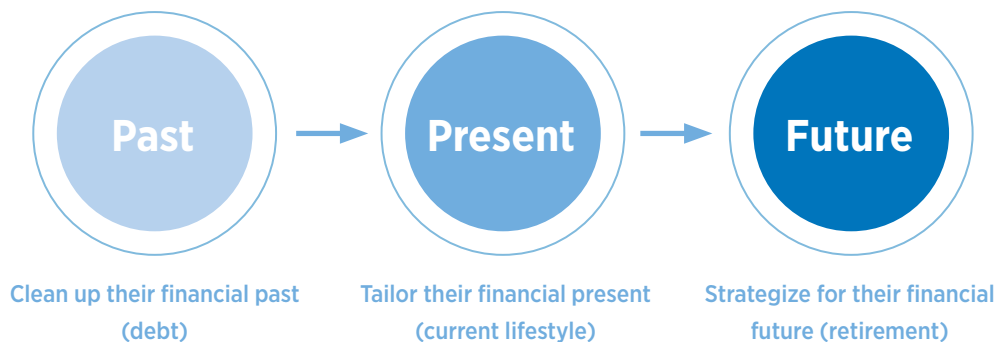 Past
Present
Future
Clean up their financial past
(debt)
Tailor their financial present
(current lifestyle)
Strategize for their financial
future (retirement)